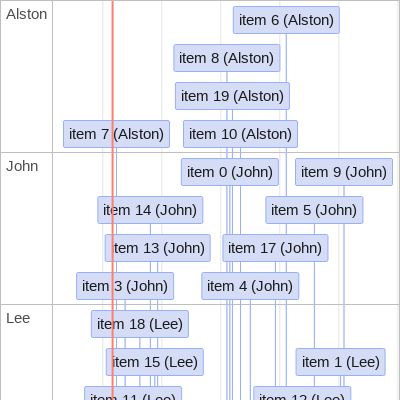 Alston
item 6 (Alston)
item 8 (Alston)
item 19 (Alston)
item 7 (Alston)
item 10 (Alston)
John
item 0 (John)
item 9 (John)
item 14 (John)
item 5 (John)
item 13 (John)
item 17 (John)
item 3 (John)
item 4 (John)
Lee
item 18 (Lee)
item 15 (Lee)
item 1 (Lee)
item 11 (Lee)
item 12 (Lee)